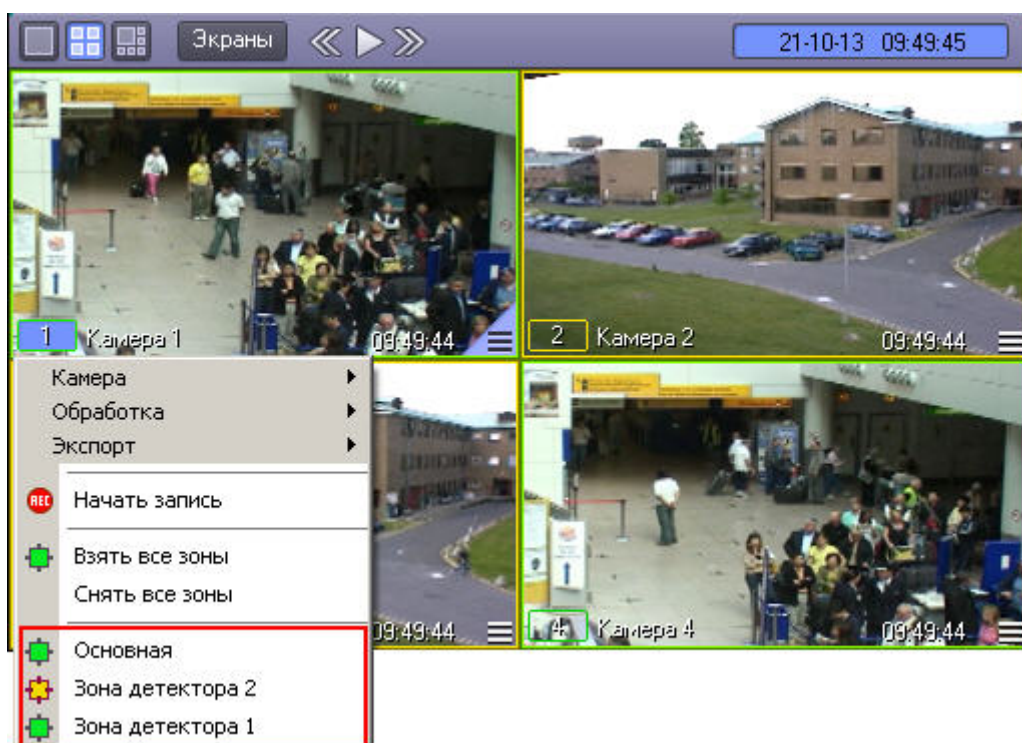 Экраны
21-10-13 09:49:45
1 Камера 1 09:49:44
2 Камера 2 09:49:44
Камера
Обработка
Экспорт
REC Начать запись
Взять все зоны
Снять все зоны
09:49:44
4 Камера 4 09:49:44
Основная
Зона детектора 2
Зона детектора 1